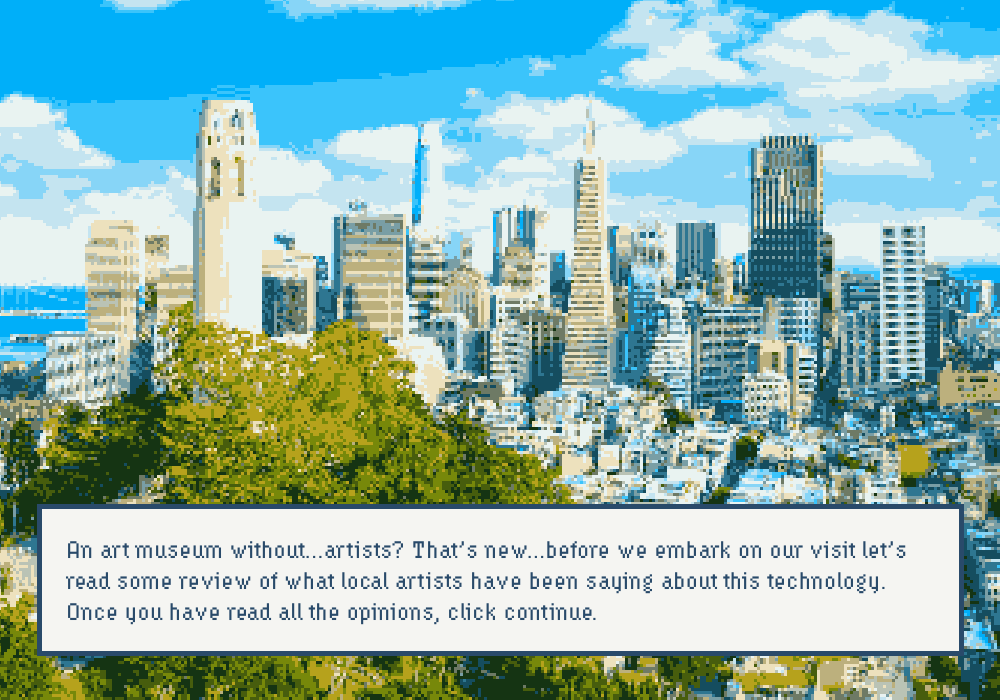 An art museum without...artists? That's new...before we embark on our visit let's
read some review of what local artists have been saying about this technology.
Once you have read all the opinions, click continue.